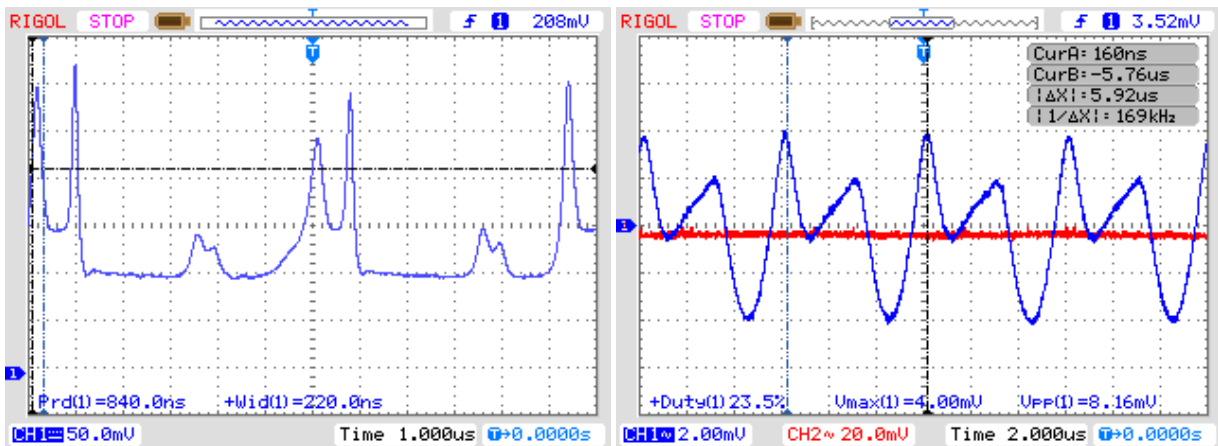 RIGOL STOP T f 1 208mV
T
1
Prd(1)=840.0ns +Wid(1)=220.0ns
CH1 50.0mV Time 1.000us T→0.0000s
RIGOL STOP T f 1 3.52mV
T
CurA: 160ns
CurB:-5.76us
|ΔX|:5.92us
|1/ΔX|: 169kHz
1
+Duty(1) 23.5% Vmax(1)=4.00mV Vpp(1)=8.16mV
CH1~ 2.00mV CH2~ 20.0mV Time 2.000us T→0.0000s